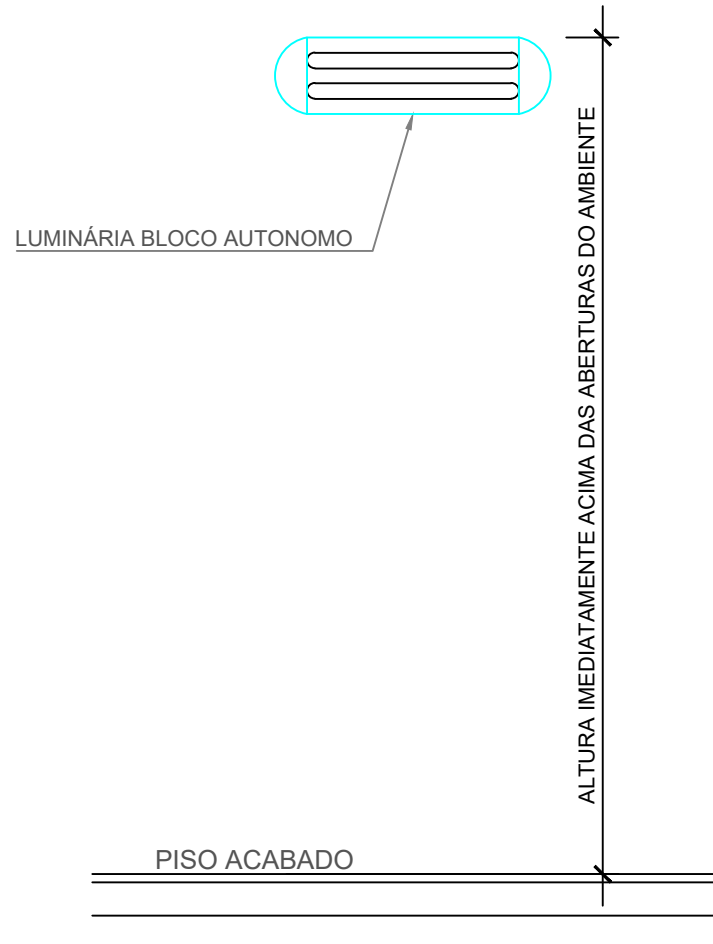 LUMINÁRIA BLOCO AUTONOMO
ALTURA IMEDIATAMENTE ACIMA DAS ABERTURAS DO AMBIENTE
PISO ACABADO